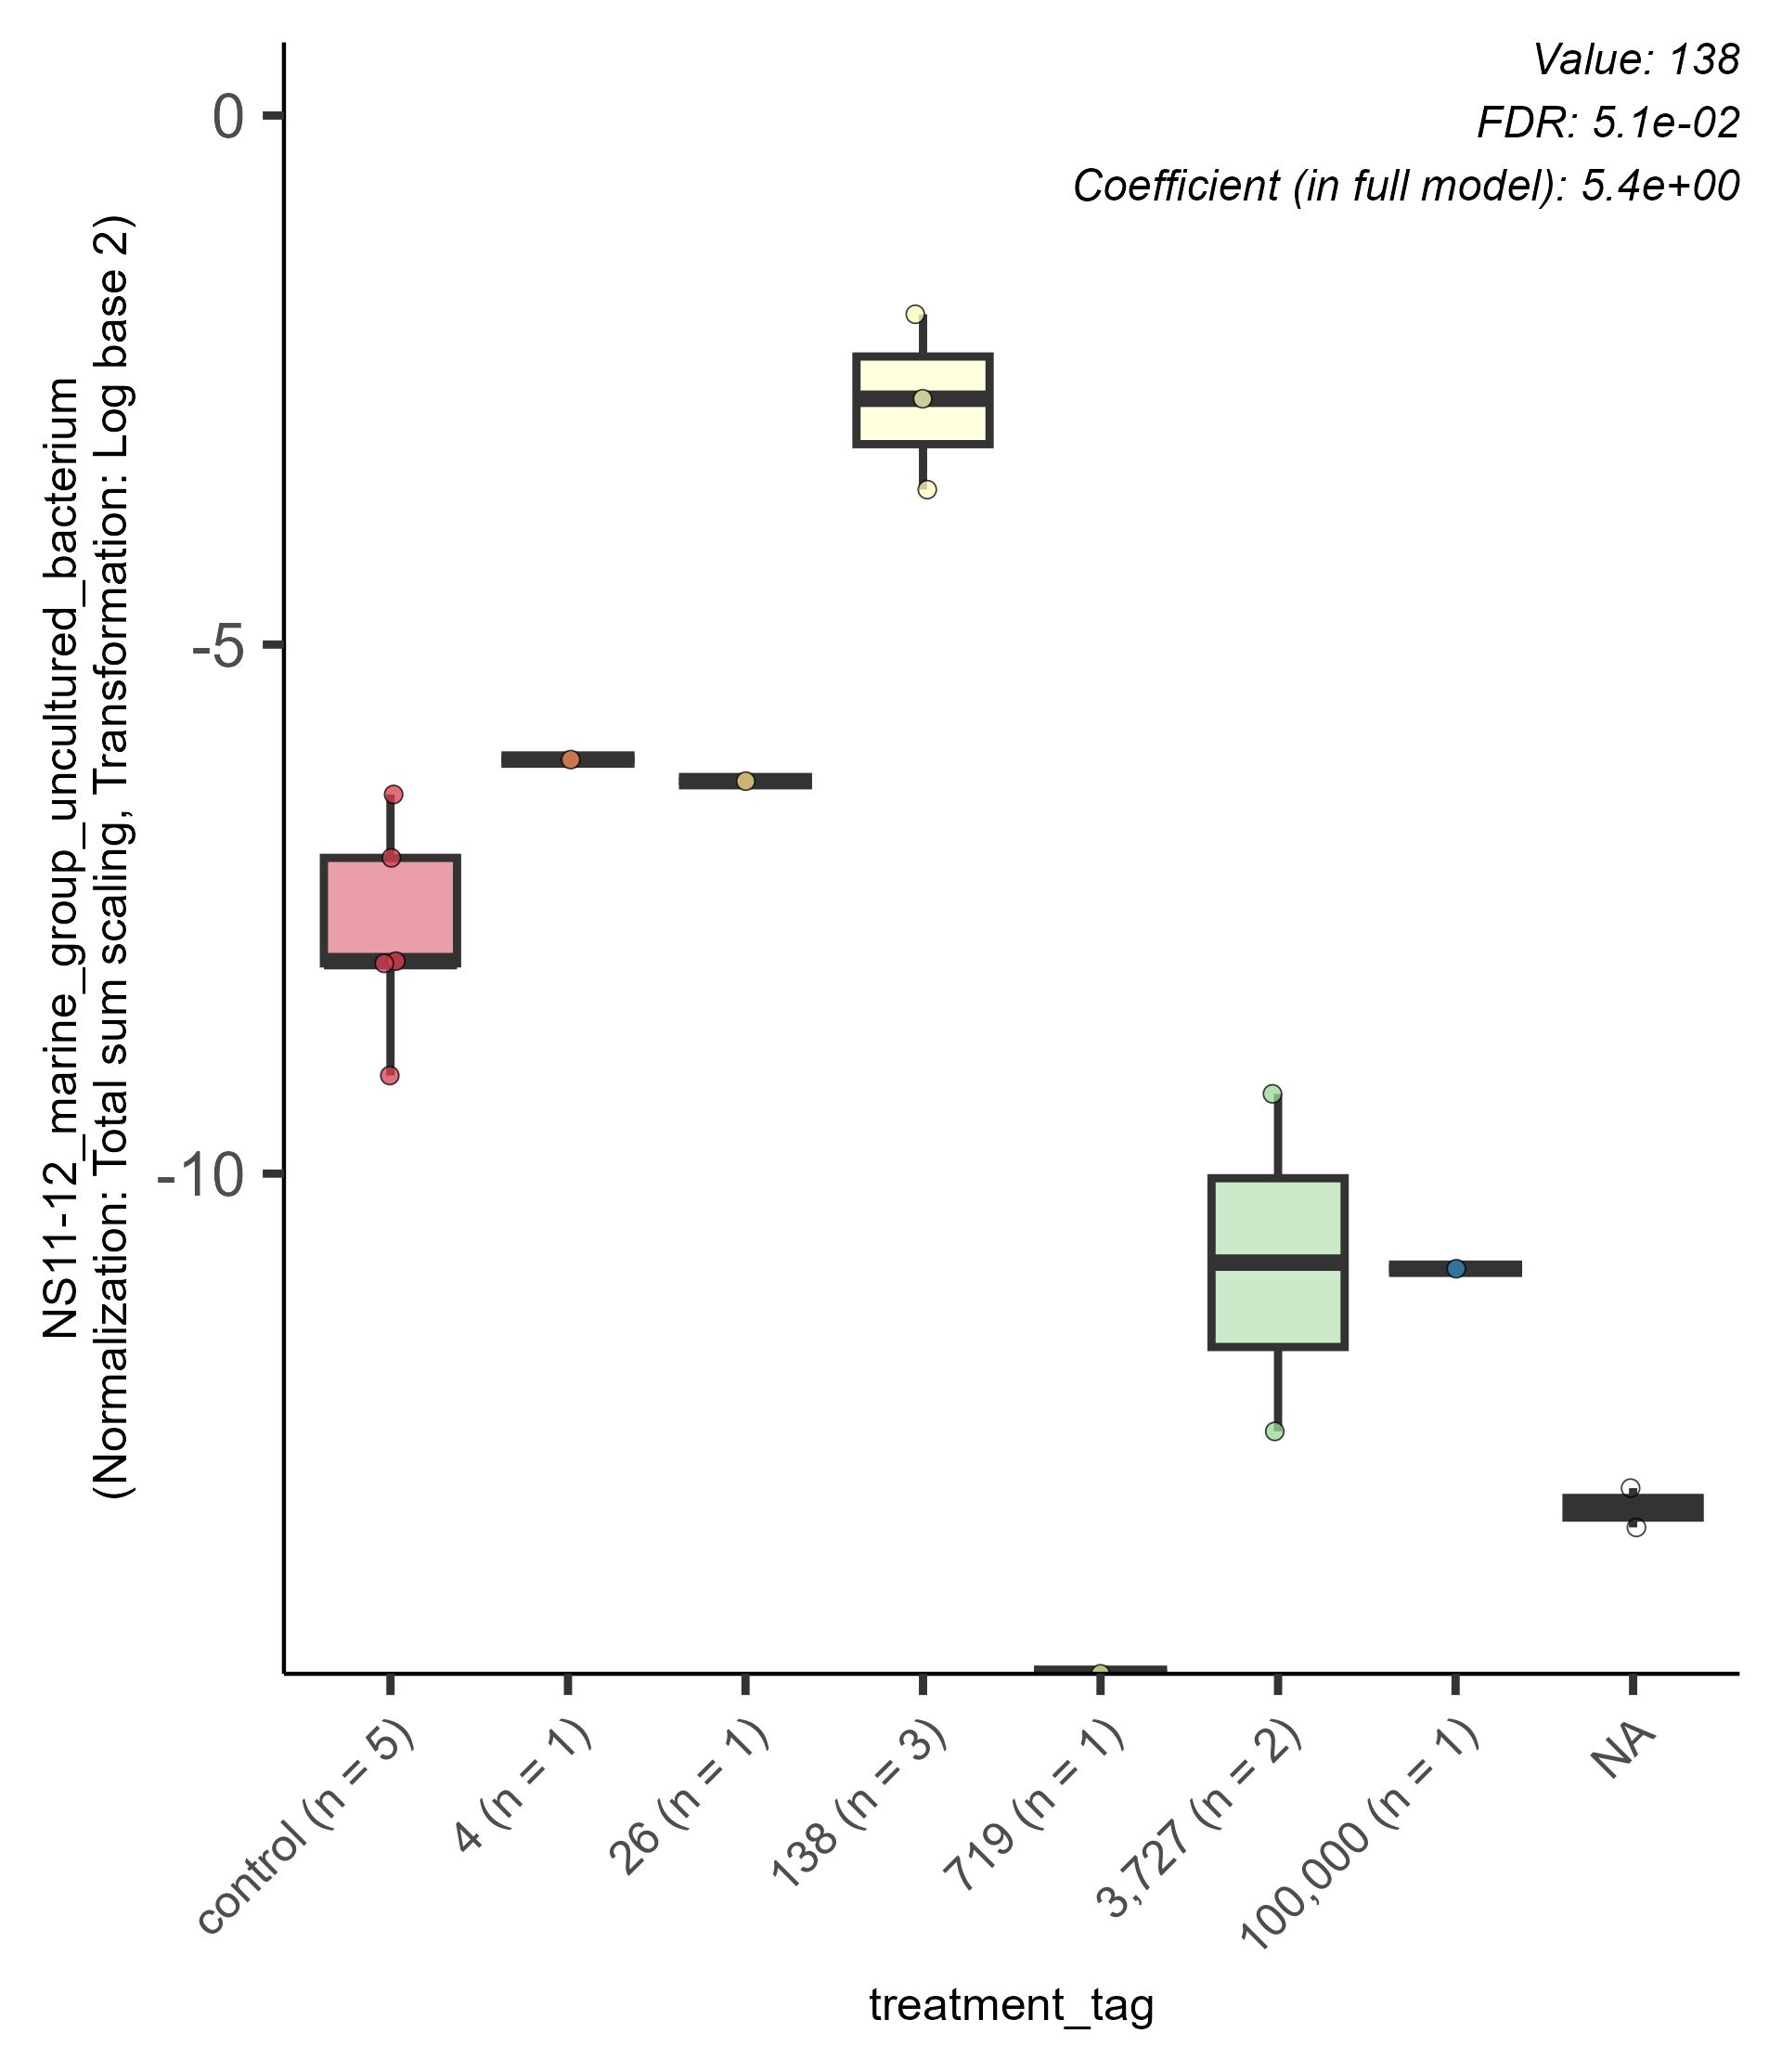 Value: 138
FDR: 5.1e-02
Coefficient (in full model): 5.4e+00
NS11-12_marine_group_uncultured_bacterium
(Normalization: Total sum scaling, Transformation: Log base 2)
0
-5
-10
control (n = 5)
4 (n = 1)
26 (n = 1)
138 (n = 3)
719 (n = 1)
3,727 (n = 2)
100,000 (n = 1)
NA
treatment_tag